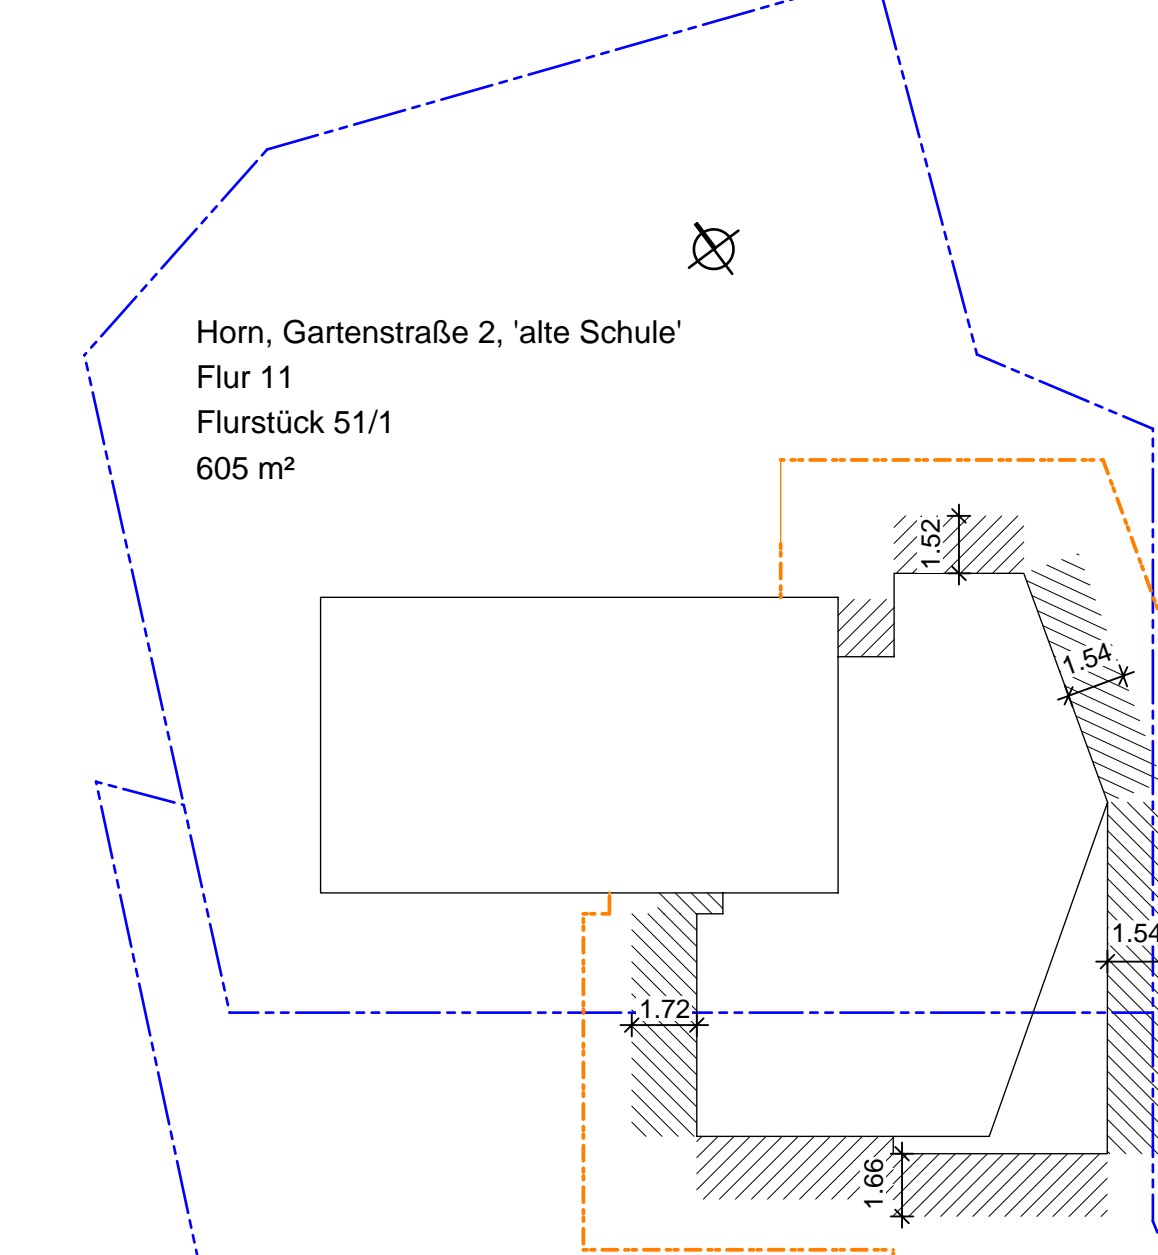 Horn, Gartenstraße 2, 'alte Schule'
Flur 11
Flurstück 51/1
605 m²
1.52
1.54
1.54
1.72
1.66